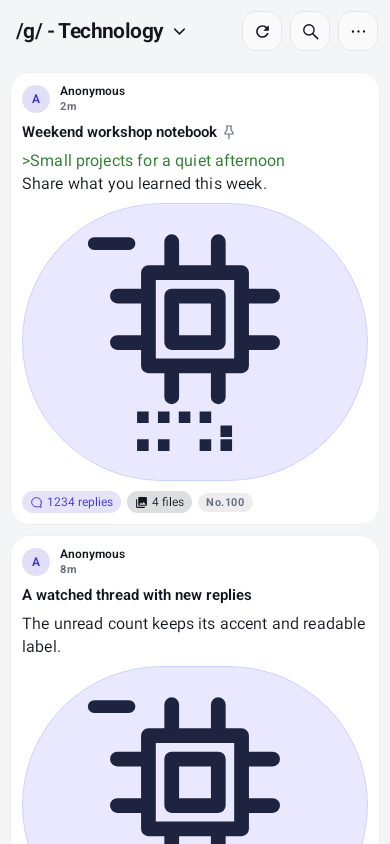 /g/ - Technology
A
Anonymous
2m
Weekend workshop notebook
>Small projects for a quiet afternoon
Share what you learned this week.
1234 replies
4 files
No.100
A
Anonymous
8m
A watched thread with new replies
The unread count keeps its accent and readable
label.